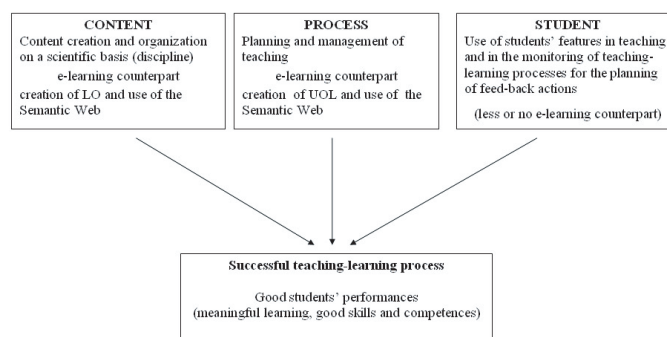 CONTENT
Content creation and organization
on a scientific basis (discipline)
e-learning counterpart
creation of LO and use of the
Semantic Web
PROCESS
Planning and management of
teaching
e-learning counterpart
creation of UOL and use of the
Semantic Web
STUDENT
Use of students' features in teaching
and in the monitoring of teaching-
learning processes for the planning
of feed-back actions
(less or no e-learning counterpart)
Successful teaching-learning process
Good students' performances
(meaningful learning, good skills and competences)